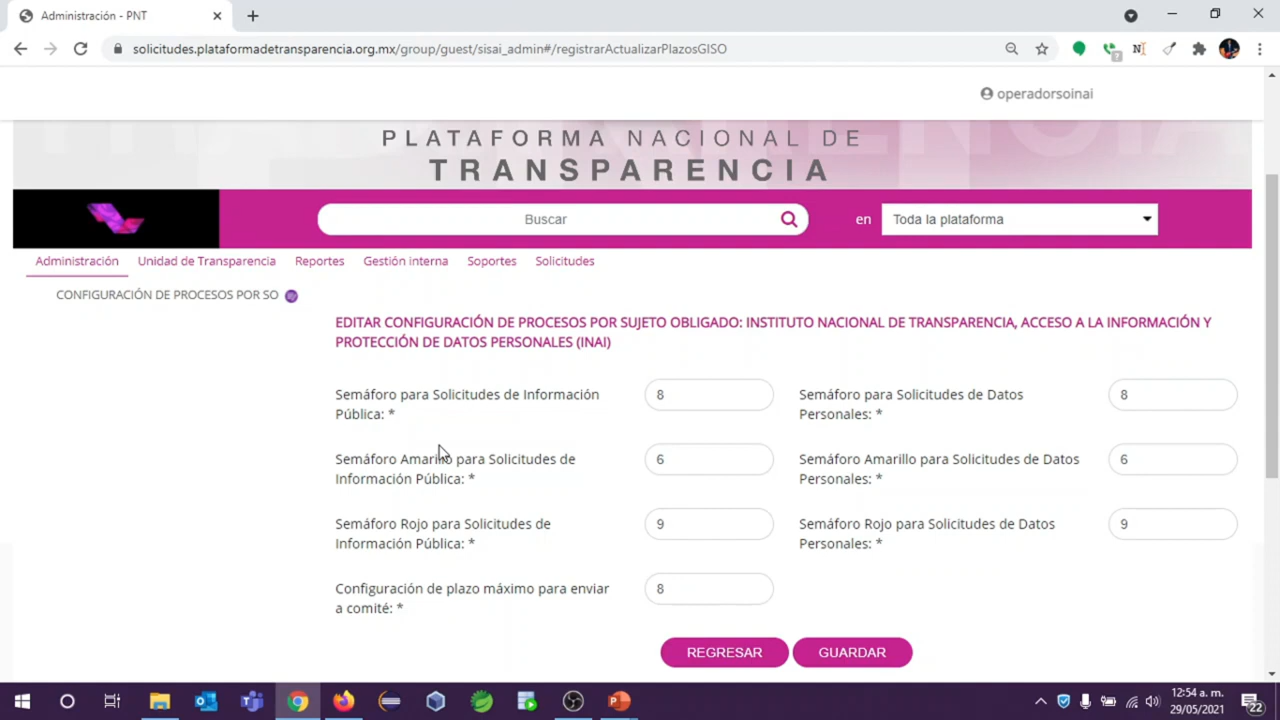 Administración - PNT
solicitudes.plataformadetransparencia.org.mx/group/guest/sisai_admin#/registrarActualizarPlazosGISO
operadorsoinai
PLATAFORMA NACIONAL DE
TRANSPARENCIA
Buscar
en
Toda la plataforma
Administración Unidad de Transparencia Reportes Gestión interna Soportes Solicitudes
CONFIGURACIÓN DE PROCESOS POR SO
EDITAR CONFIGURACIÓN DE PROCESOS POR SUJETO OBLIGADO: INSTITUTO NACIONAL DE TRANSPARENCIA, ACCESO A LA INFORMACIÓN Y
PROTECCIÓN DE DATOS PERSONALES (INAI)
Semáforo para Solicitudes de Información
Pública: *
8
Semáforo para Solicitudes de Datos
Personales: *
8
Semáforo Amarillo para Solicitudes de
Información Pública: *
6
Semáforo Amarillo para Solicitudes de Datos
Personales: *
6
Semáforo Rojo para Solicitudes de
Información Pública: *
9
Semáforo Rojo para Solicitudes de Datos
Personales: *
9
Configuración de plazo máximo para enviar
a comité: *
8
REGRESAR GUARDAR
12:54 a. m.
29/05/2021
22